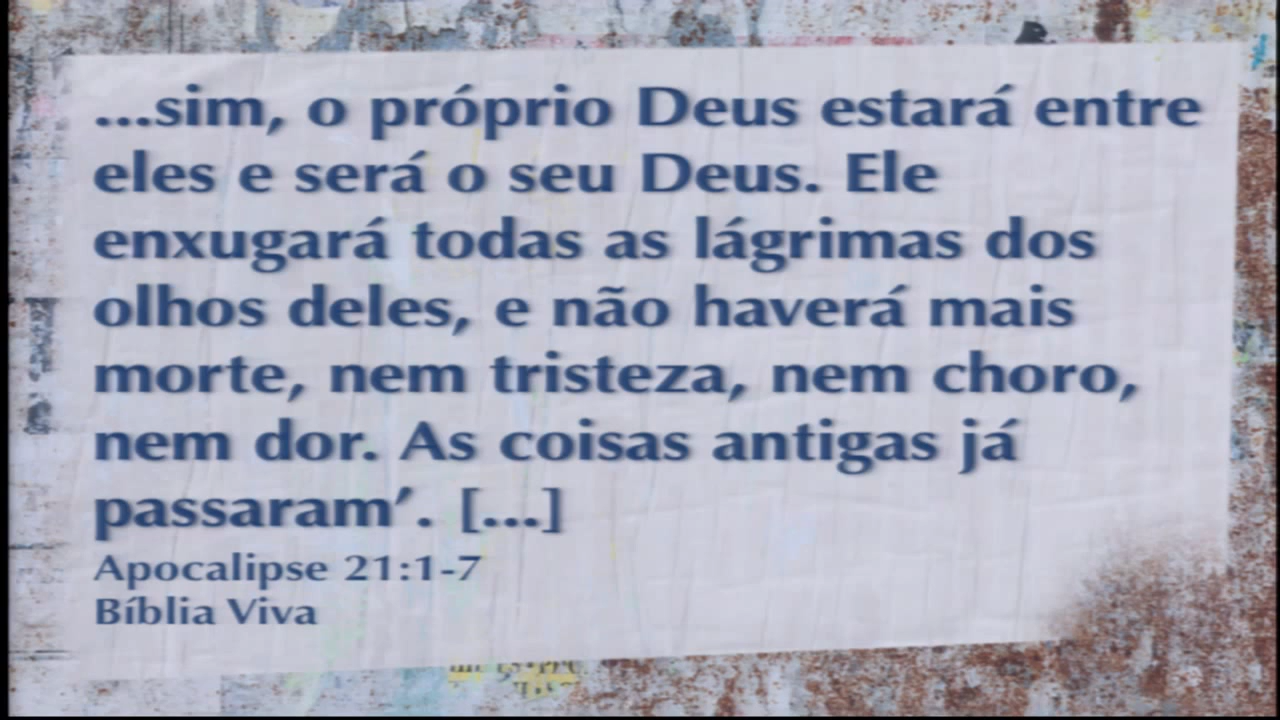 ...sim, o próprio Deus estará entre
eles e será o seu Deus. Ele
enxugará todas as lágrimas dos
olhos deles, e não haverá mais
morte, nem tristeza, nem choro,
nem dor. As coisas antigas já
passaram’. [...]
Apocalipse 21:1-7
Bíblia Viva